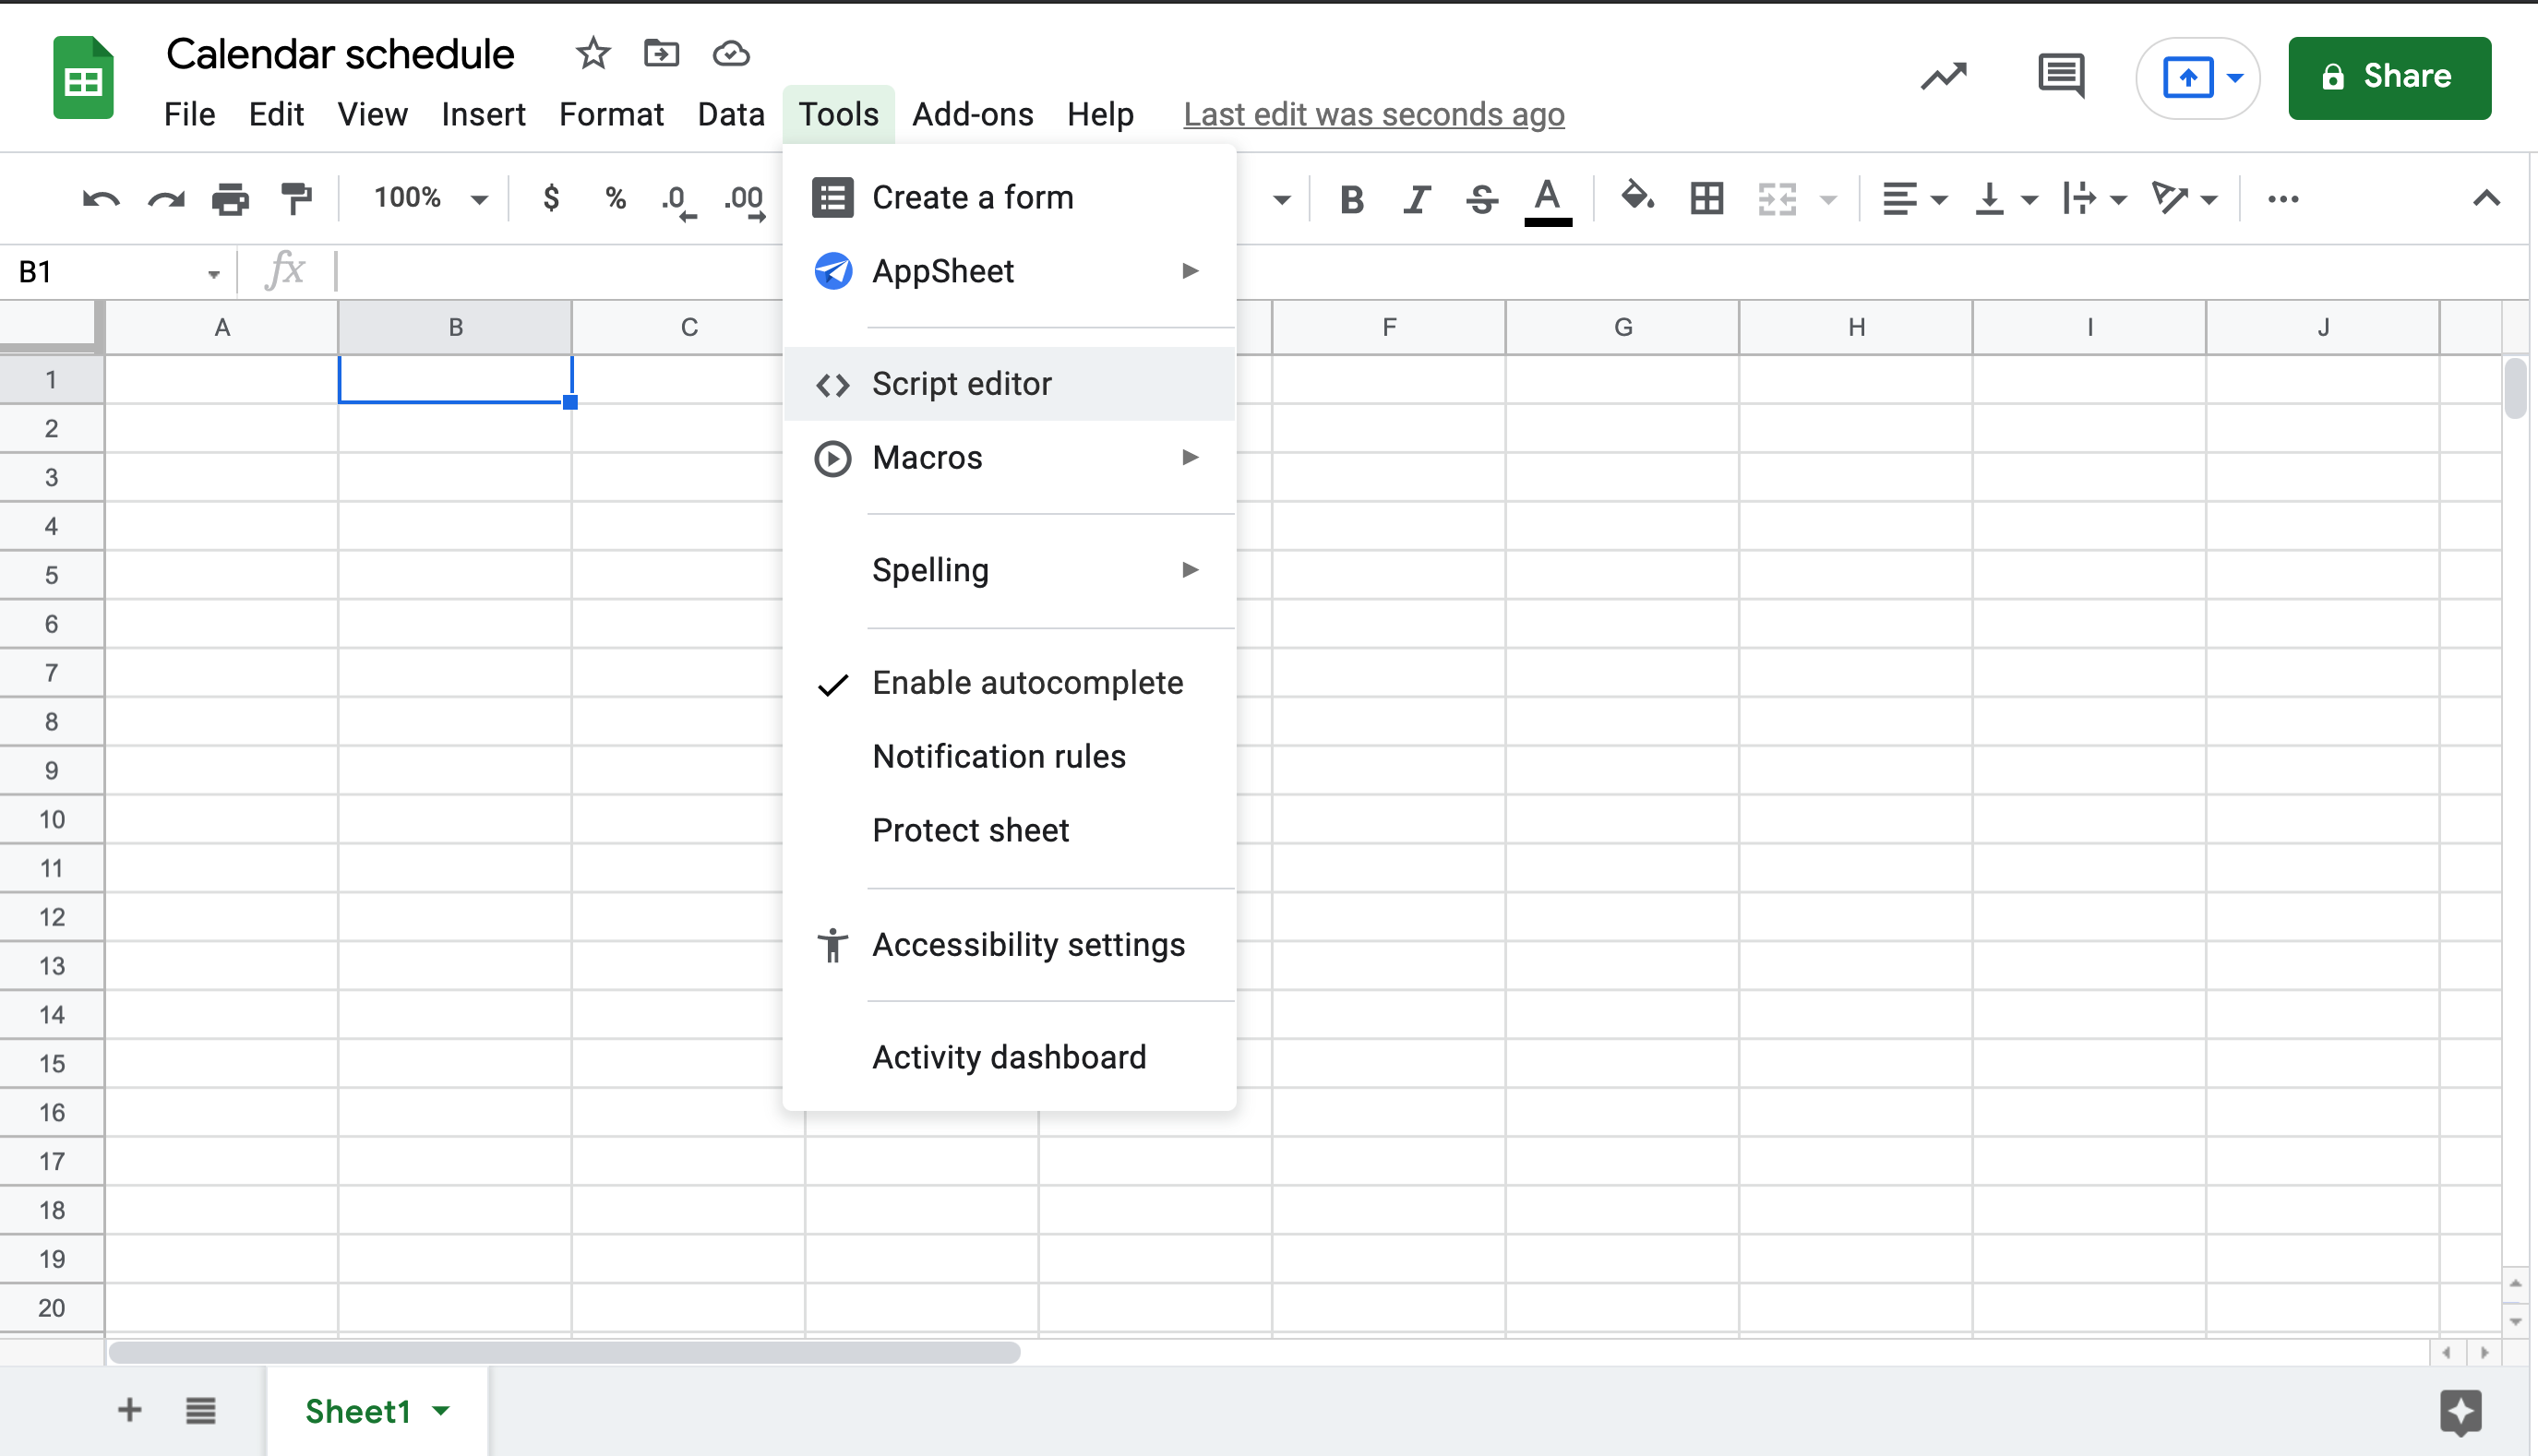 Calendar schedule
File Edit View Insert Format Data Tools Add-ons Help Last edit was seconds ago
Share
100% $ % .0 .00 B I S A
B1 fx
A B C F G H I J
Create a form
AppSheet
Script editor
Macros
Spelling
Enable autocomplete
Notification rules
Protect sheet
Accessibility settings
Activity dashboard
1
2
3
4
5
6
7
8
9
10
11
12
13
14
15
16
17
18
19
20
Sheet1